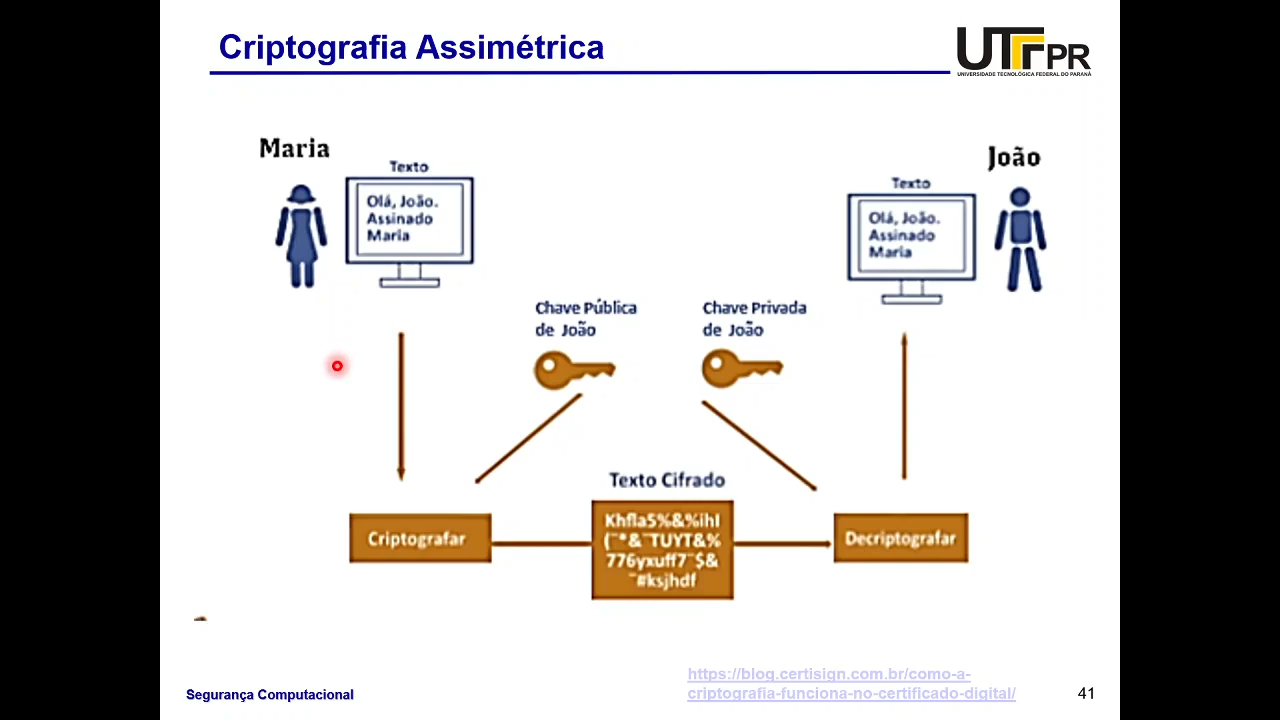 Criptografia Assimétrica
UTFPR
UNIVERSIDADE TECNOLÓGICA FEDERAL DO PARANÁ
Maria
Texto
Olá, João.
Assinado
Maria
João
Texto
Olá, João.
Assinado
Maria
Chave Pública
de João
Chave Privada
de João
Texto Cifrado
Criptografar
Khfla5%&%ihI
(¨*&¨TUYT&%
776yxuff7¨$&
¨#ksjhdf
Decriptografar
https://blog.certisign.com.br/como-a-
criptografia-funciona-no-certificado-digital/
Segurança Computacional
41